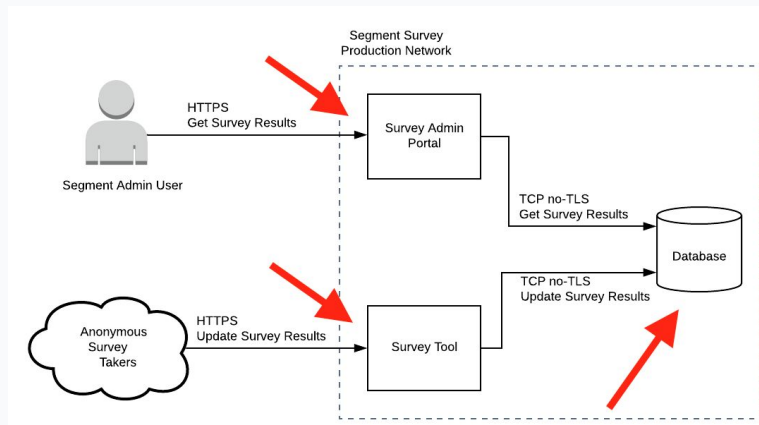 Segment Survey
Production Network
HTTPS
Get Survey Results
Survey Admin
Portal
Segment Admin User
TCP no-TLS
Get Survey Results
Database
TCP no-TLS
Update Survey Results
HTTPS
Update Survey Results
Anonymous
Survey
Takers
Survey Tool